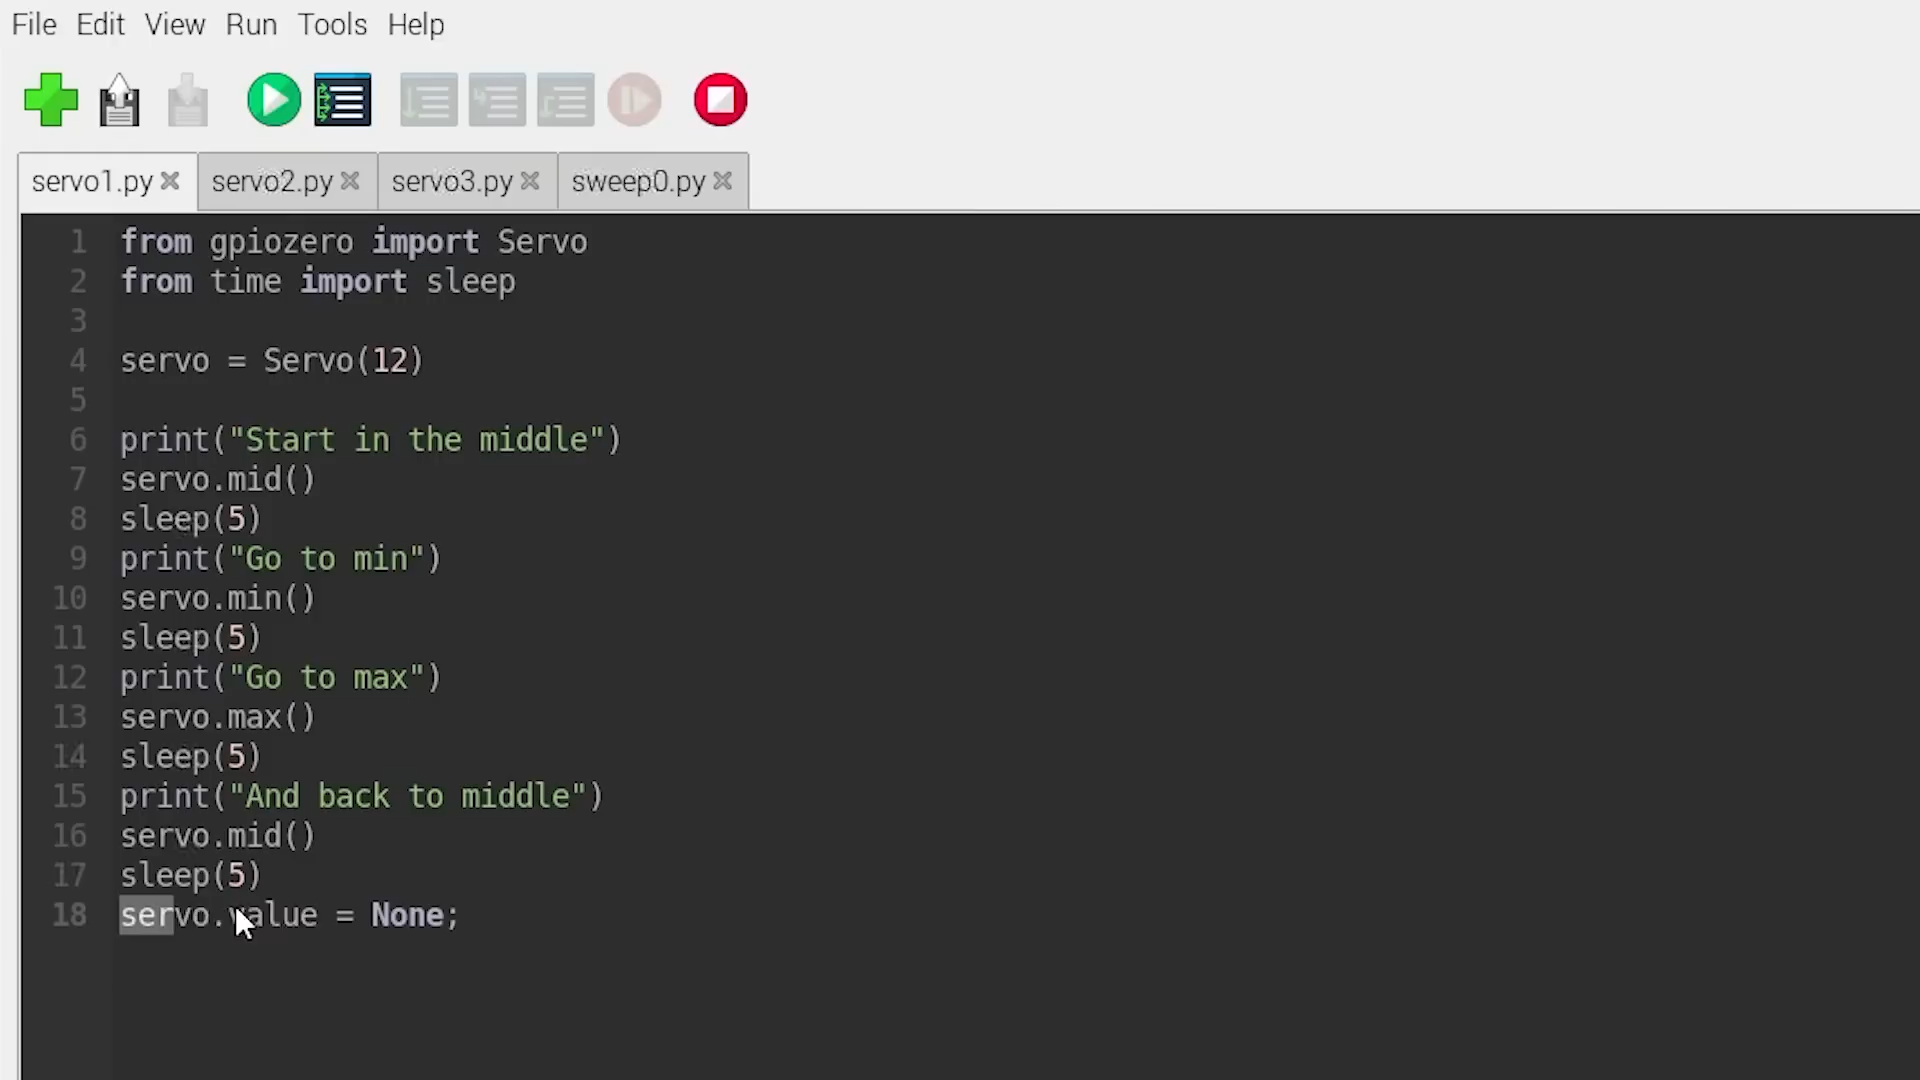 File Edit View Run Tools Help
servo1.py servo2.py servo3.py sweep0.py
1 from gpiozero import Servo
2 from time import sleep
3
4 servo = Servo(12)
5
6 print("Start in the middle")
7 servo.mid()
8 sleep(5)
9 print("Go to min")
10 servo.min()
11 sleep(5)
12 print("Go to max")
13 servo.max()
14 sleep(5)
15 print("And back to middle")
16 servo.mid()
17 sleep(5)
18 servo.value = None;